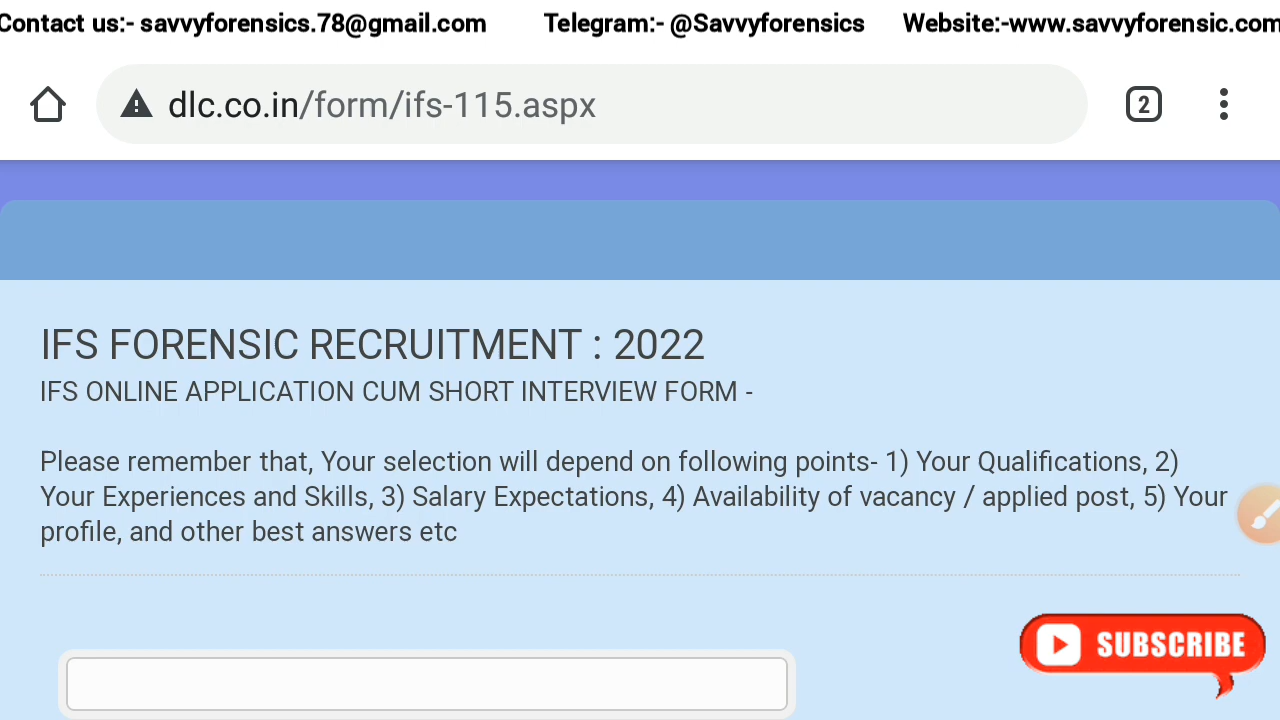 Contact us:- savvyforensics.78@gmail.com Telegram:- @Savvyforensics Website:-www.savvyforensic.com
dlc.co.in/form/ifs-115.aspx 2
IFS FORENSIC RECRUITMENT : 2022
IFS ONLINE APPLICATION CUM SHORT INTERVIEW FORM -
Please remember that, Your selection will depend on following points- 1) Your Qualifications, 2)
Your Experiences and Skills, 3) Salary Expectations, 4) Availability of vacancy / applied post, 5) Your
profile, and other best answers etc
SUBSCRIBE